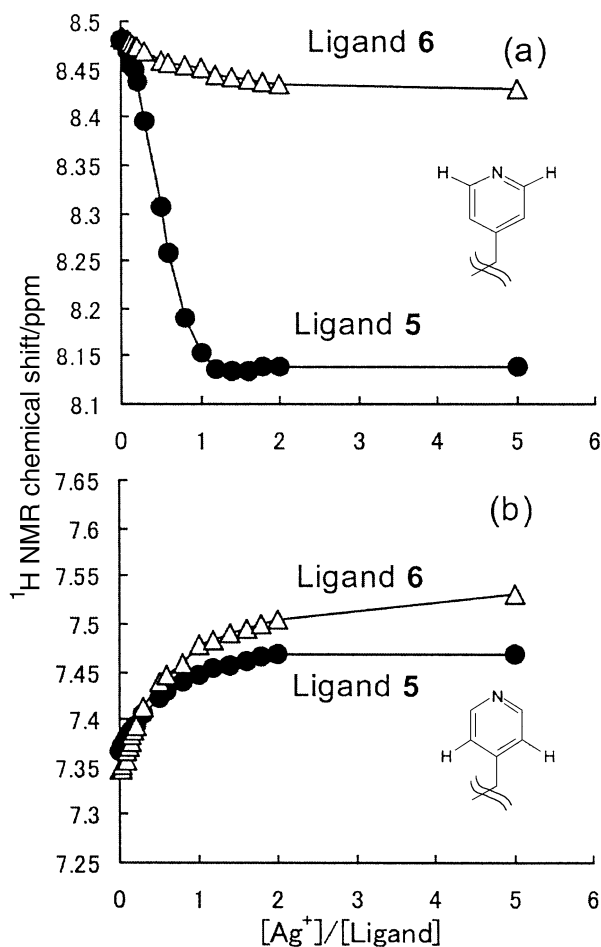 ¹H NMR chemical shift/ppm
8.5
8.45
8.4
8.35
8.3
8.25
8.2
8.15
8.1
0 1 2 3 4 5 6
Ligand 6
(a)
H N H
Ligand 5
7.65
7.6
7.55
7.5
7.45
7.4
7.35
7.3
7.25
0 1 2 3 4 5 6
(b)
Ligand 6
Ligand 5
N
H H
[Ag⁺]/[Ligand]